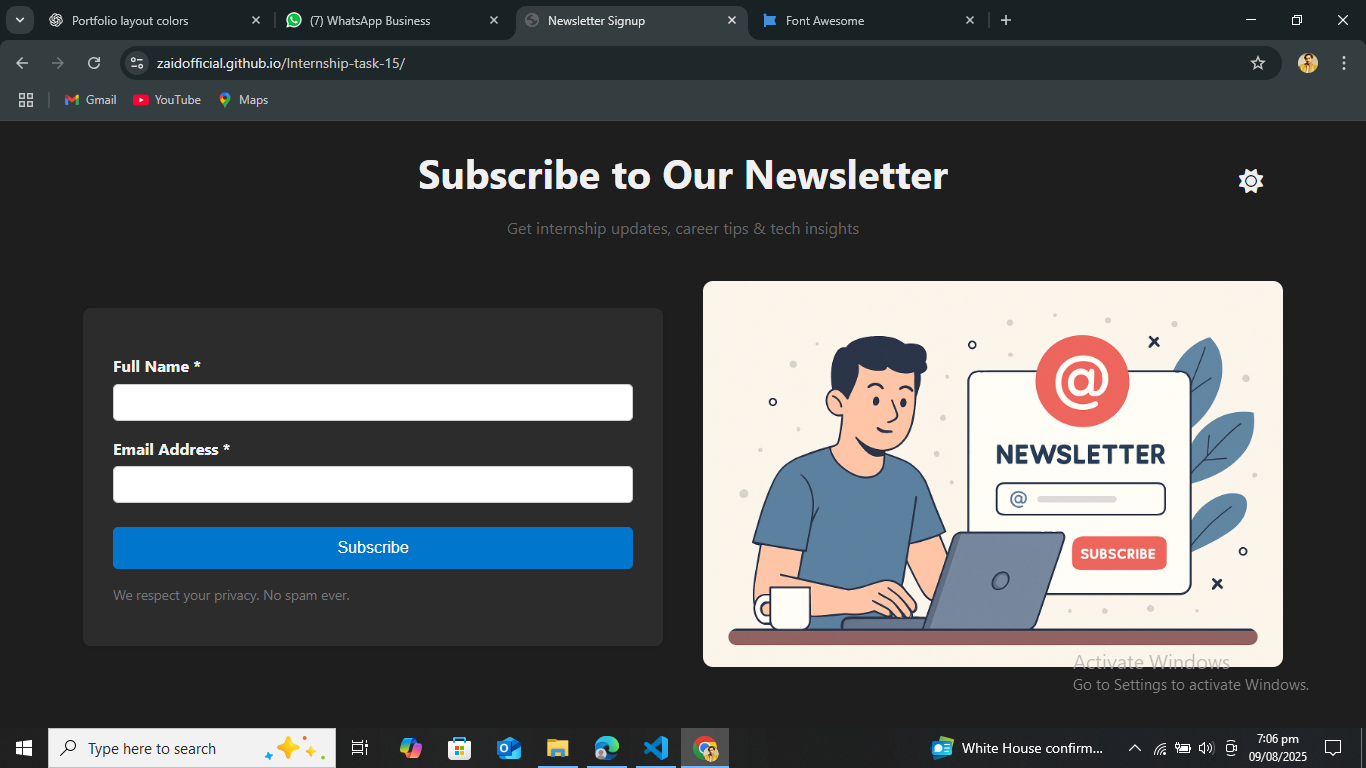 Portfolio layout colors
(7) WhatsApp Business
Newsletter Signup
Font Awesome
zaidofficial.github.io/Internship-task-15/
Gmail
YouTube
Maps
Subscribe to Our Newsletter
Get internship updates, career tips & tech insights
Full Name *
Email Address *
Subscribe
We respect your privacy. No spam ever.
@
NEWSLETTER
@
SUBSCRIBE
Activate Windows
Go to Settings to activate Windows.
Type here to search
White House confirm...
7:06 pm
09/08/2025